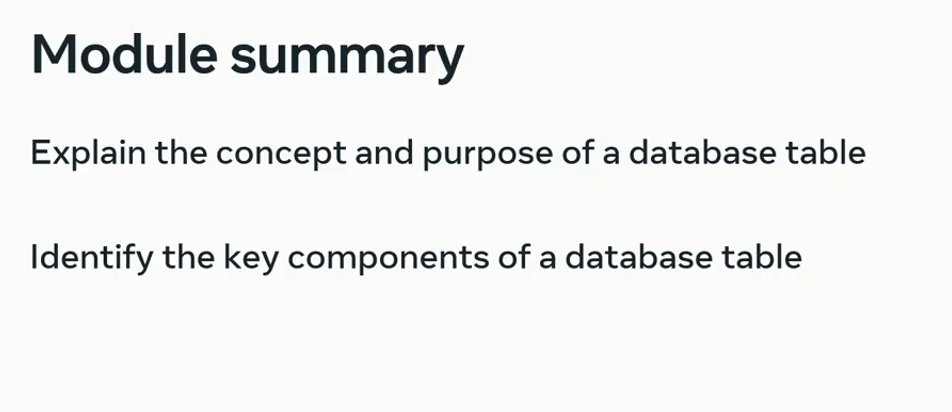 Module summary
Explain the concept and purpose of a database table
Identify the key components of a database table